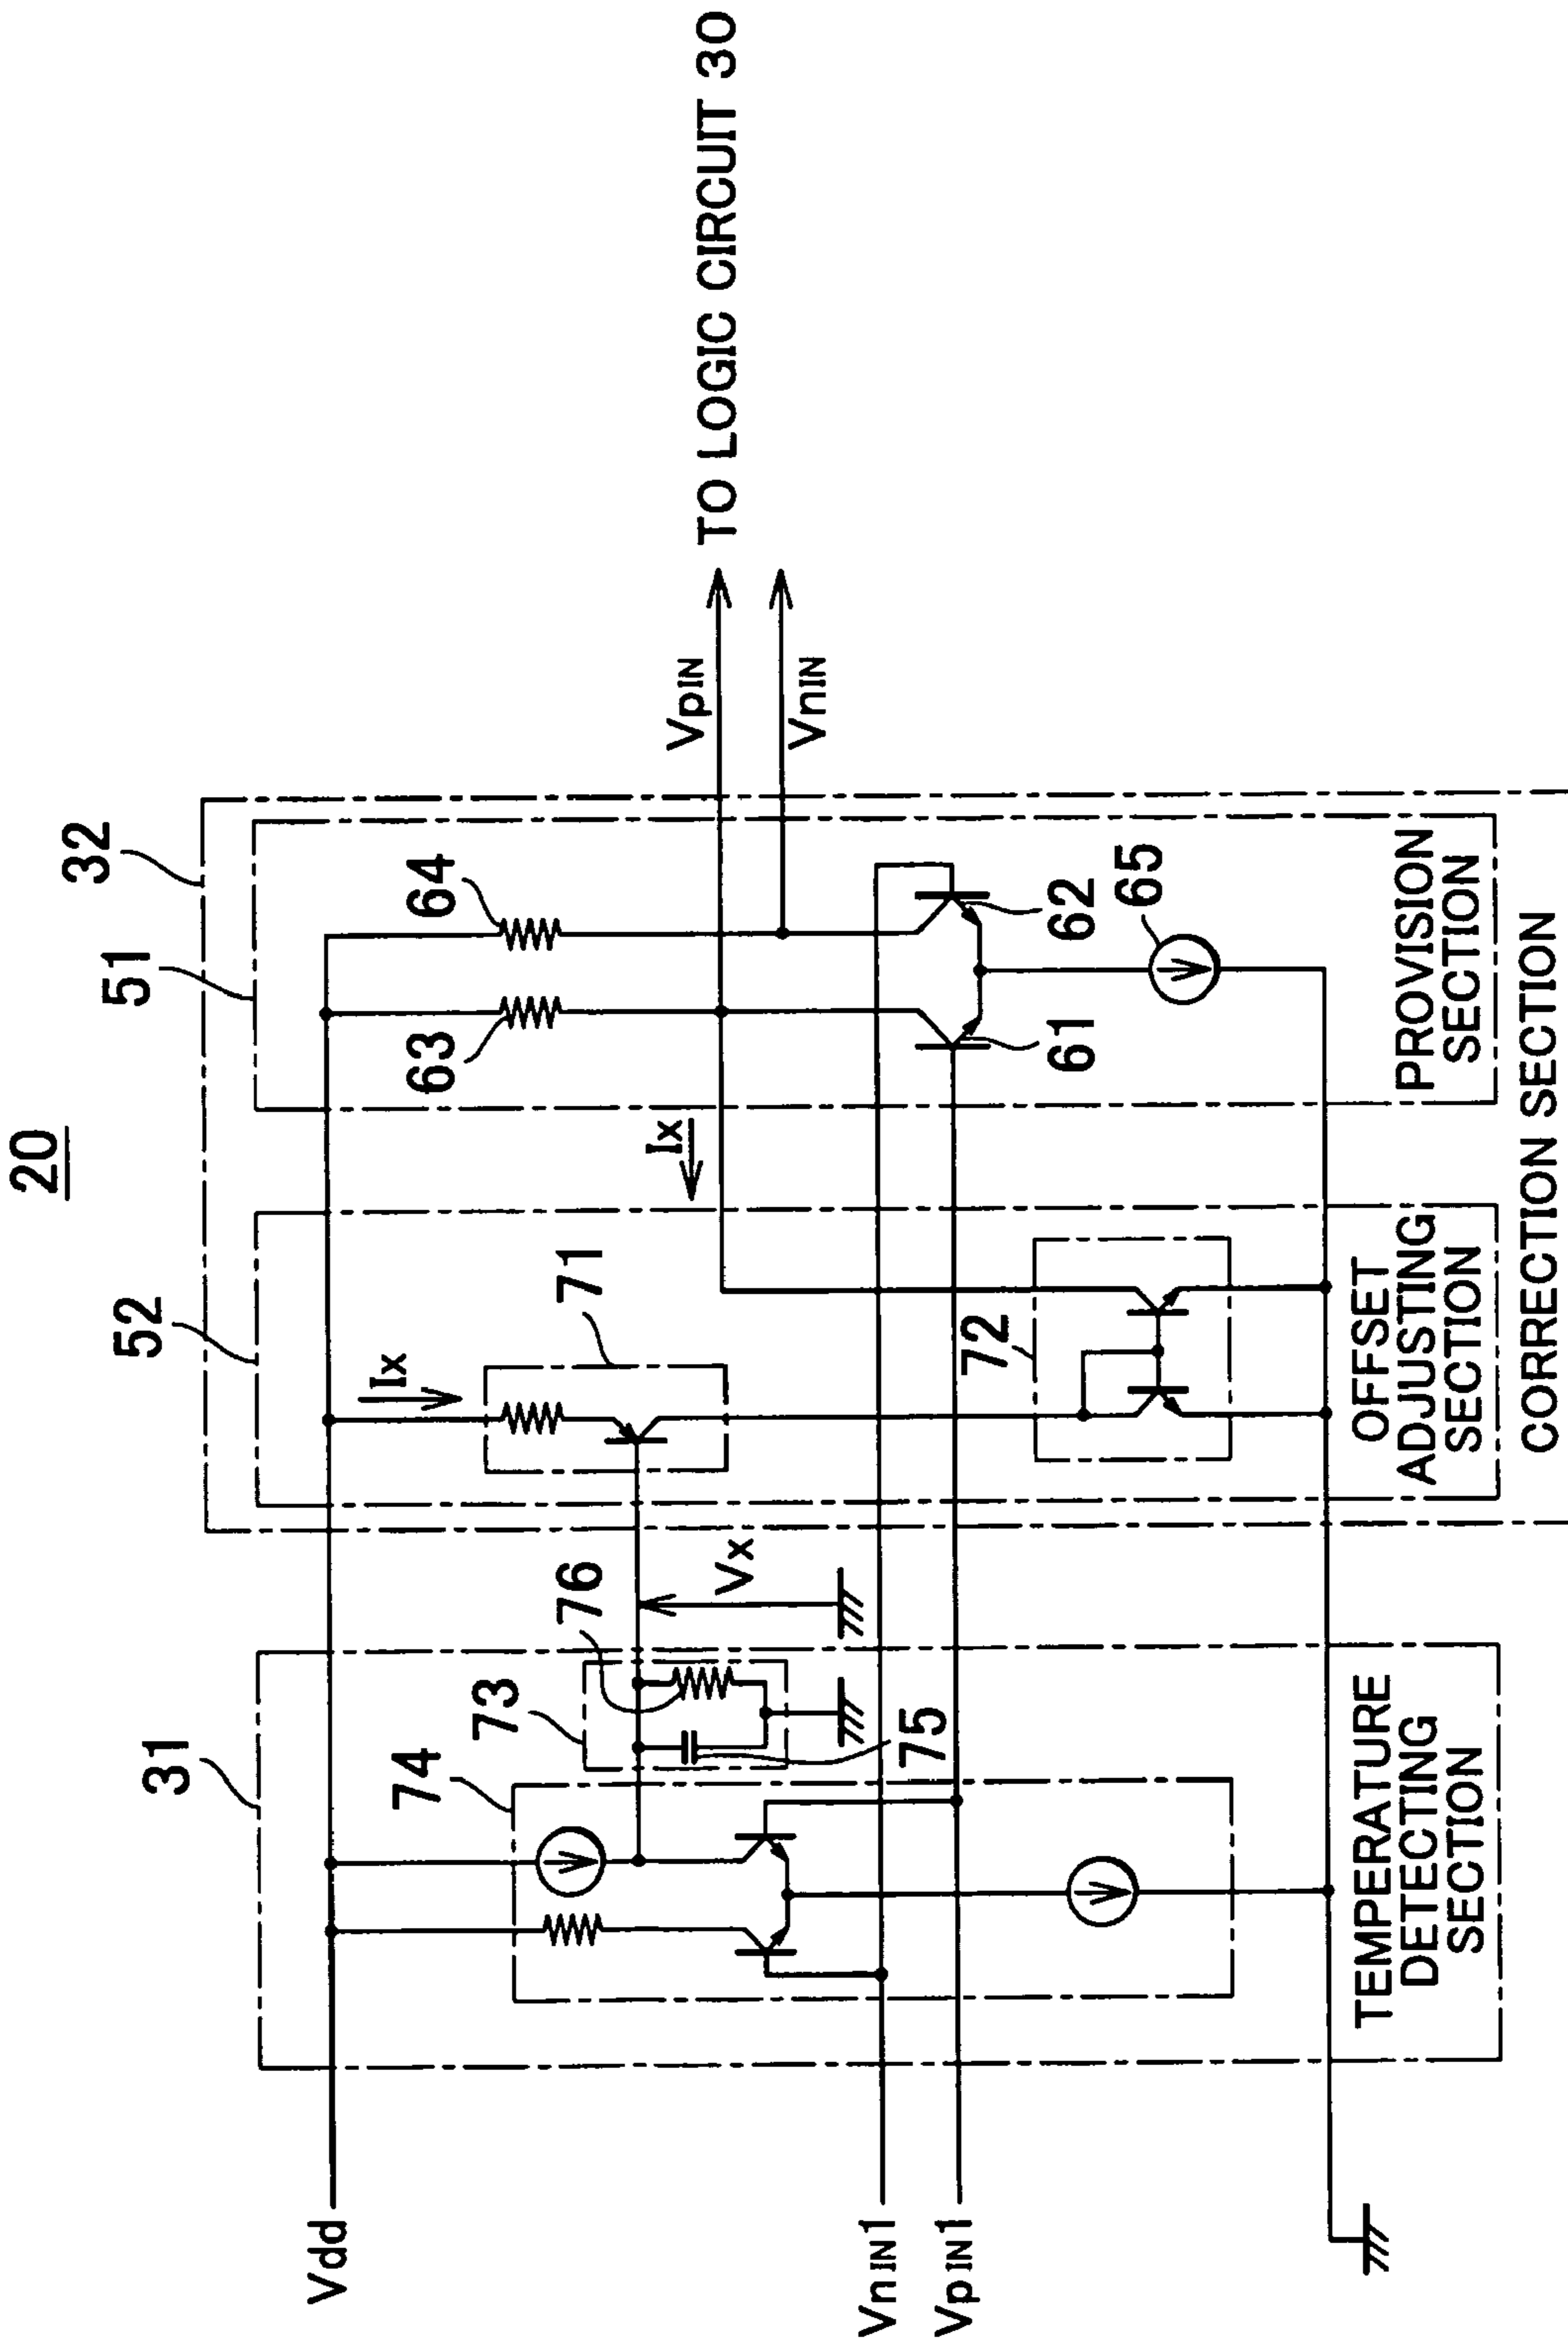 20
32
51
52
31
64
63
71
74
73
76
75
72
61
62
65
Ix
Ix
Vx
Vdd
VnIN1
VpIN1
VpIN
VnIN
TO LOGIC CIRCUIT 30
TEMPERATURE
DETECTING
SECTION
OFFSET
ADJUSTING
SECTION
PROVISION
SECTION
CORRECTION SECTION